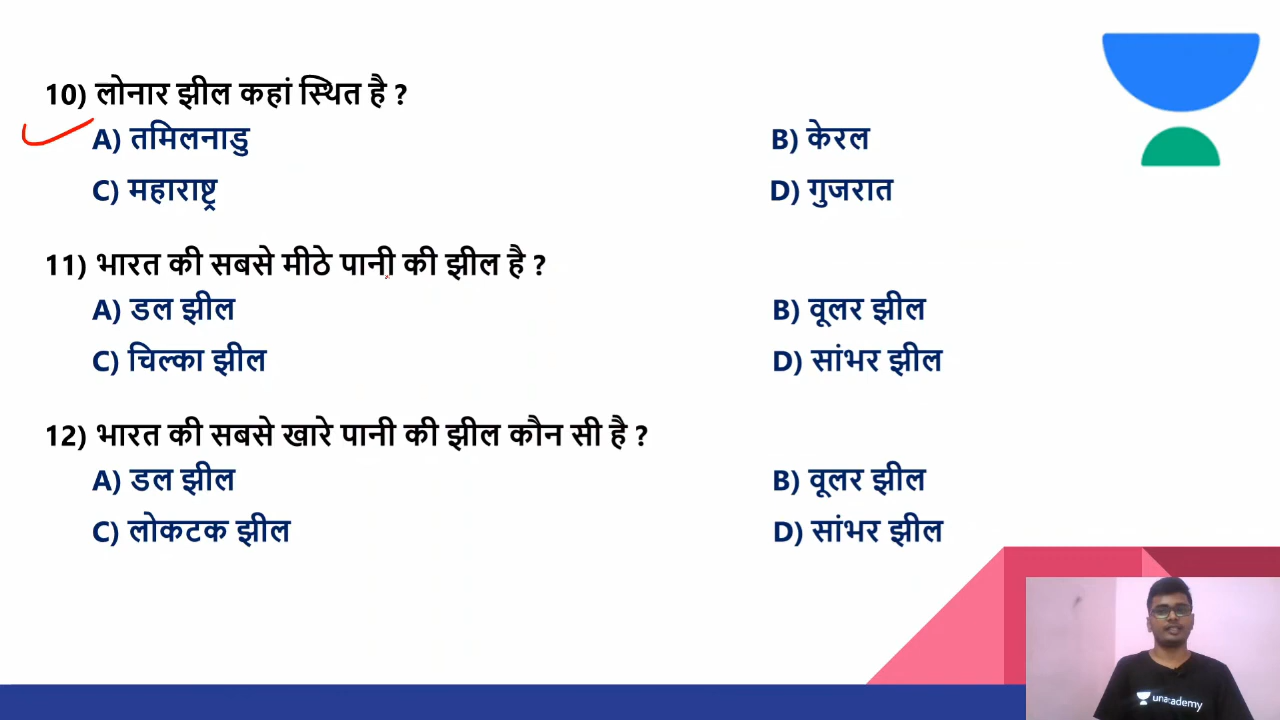 10) लोनार झील कहां स्थित है ?
A) तमिलनाडु B) केरल
C) महाराष्ट्र D) गुजरात
11) भारत की सबसे मीठे पानी की झील है ?
A) डल झील B) वूलर झील
C) चिल्का झील D) सांभर झील
12) भारत की सबसे खारे पानी की झील कौन सी है ?
A) डल झील B) वूलर झील
C) लोकटक झील D) सांभर झील
unacademy